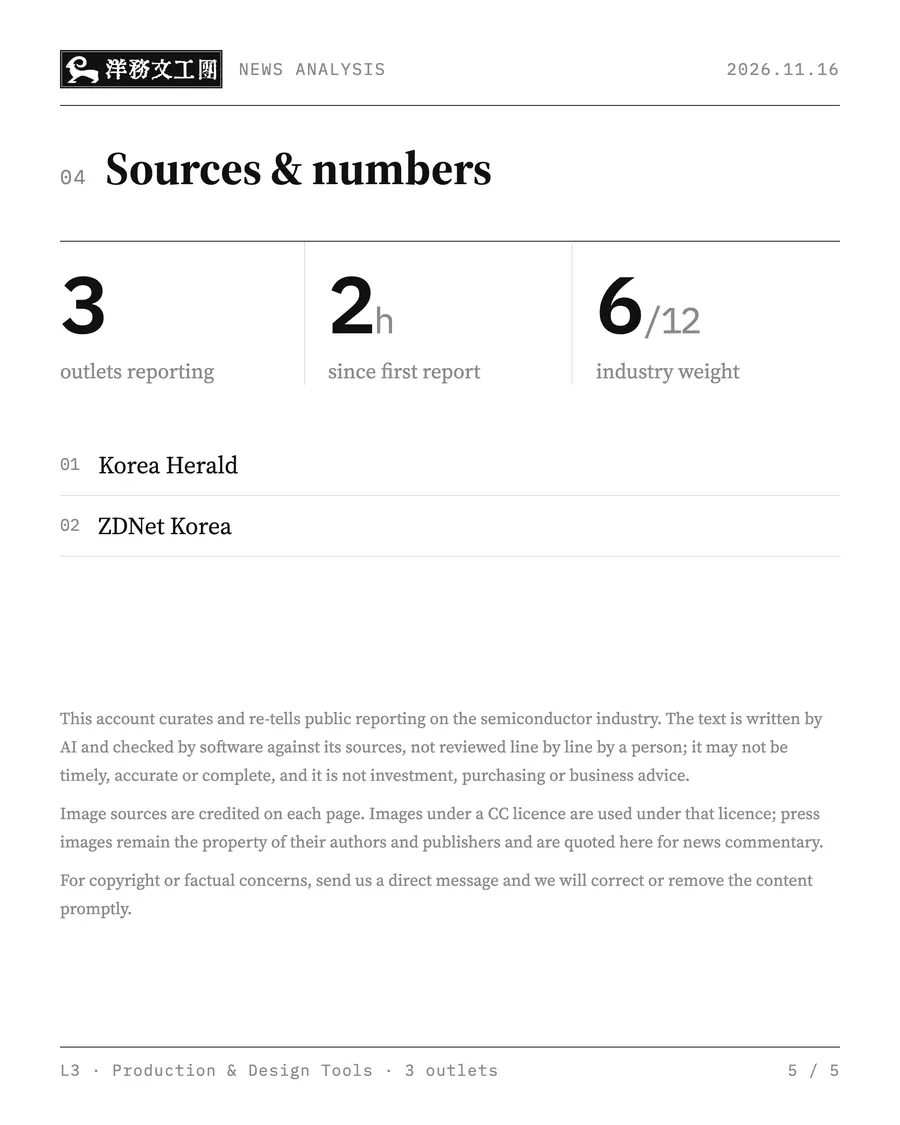 洋務文工團 NEWS ANALYSIS 2026.11.16
04 Sources & numbers
3 2h 6/12
outlets reporting since first report industry weight
01 Korea Herald
02 ZDNet Korea
This account curates and re-tells public reporting on the semiconductor industry. The text is written by
AI and checked by software against its sources, not reviewed line by line by a person; it may not be
timely, accurate or complete, and it is not investment, purchasing or business advice.
Image sources are credited on each page. Images under a CC licence are used under that licence; press
images remain the property of their authors and publishers and are quoted here for news commentary.
For copyright or factual concerns, send us a direct message and we will correct or remove the content
promptly.
L3 · Production & Design Tools · 3 outlets 5 / 5